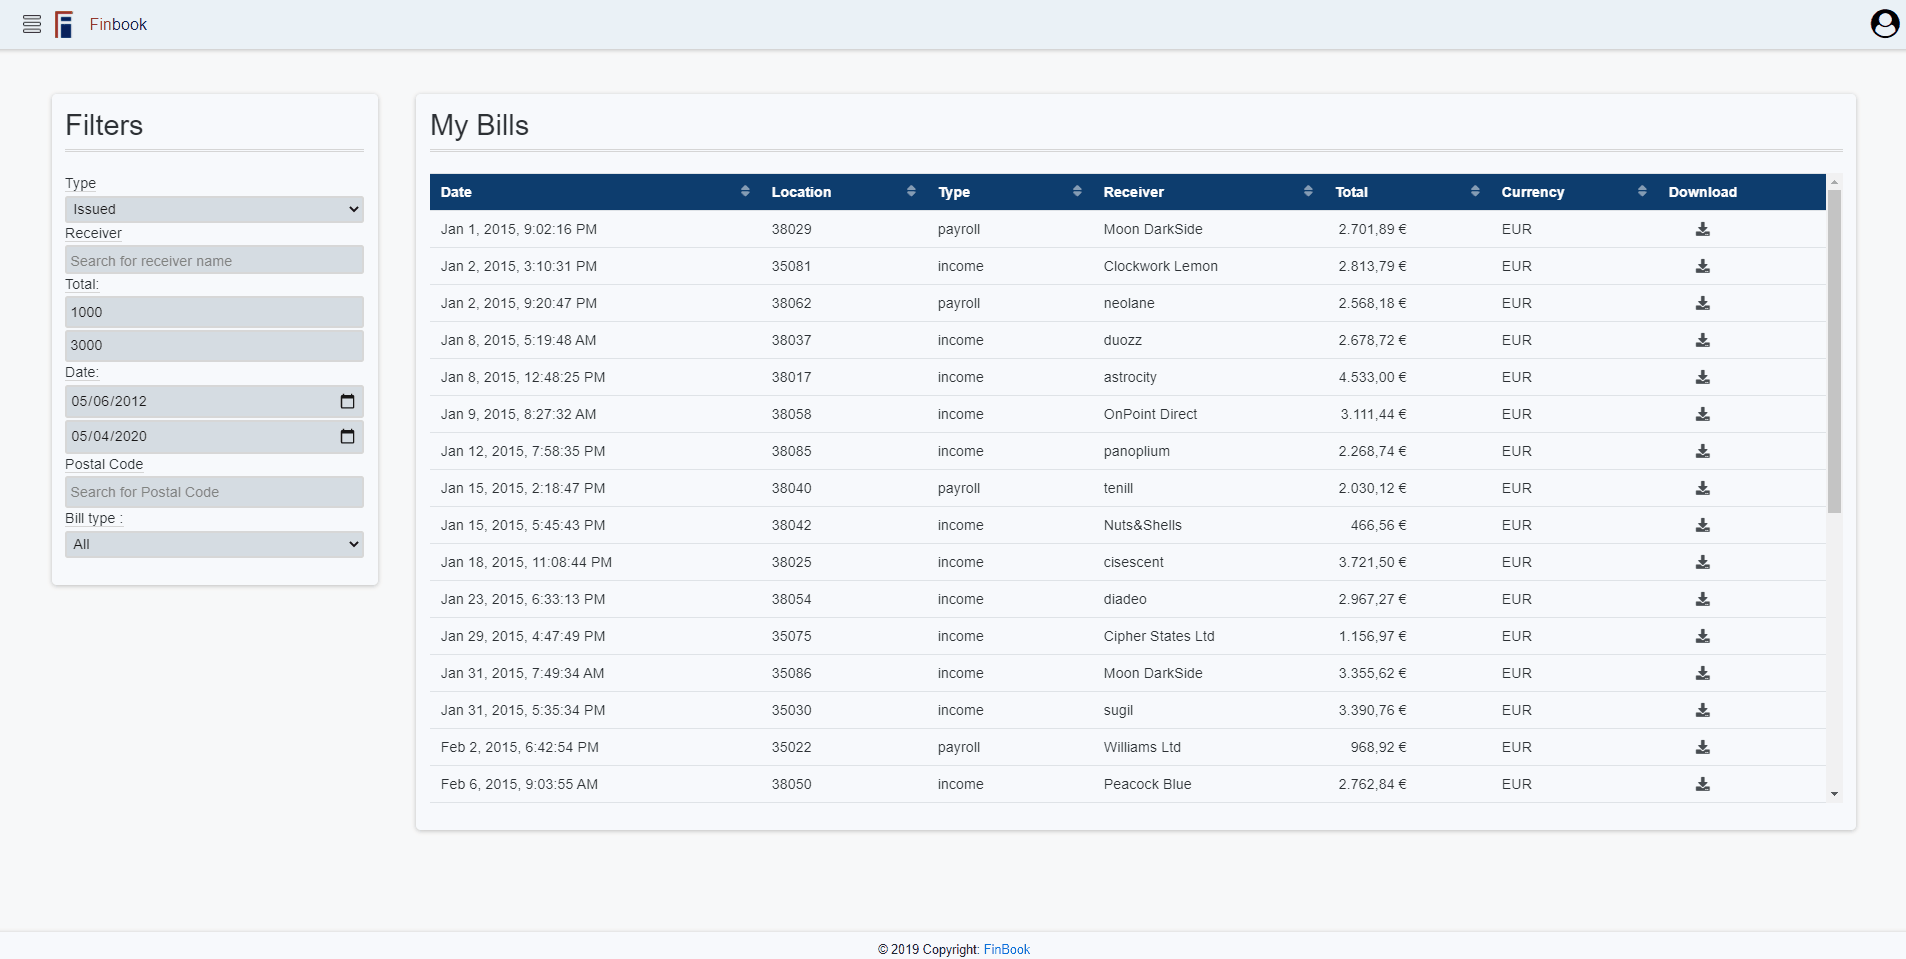 Finbook
Filters
Type
Issued
Receiver
Search for receiver name
Total:
1000
3000
Date:
05/06/2012
05/04/2020
Postal Code
Search for Postal Code
Bill type :
All
My Bills
Date Location Type Receiver Total Currency Download
Jan 1, 2015, 9:02:16 PM 38029 payroll Moon DarkSide 2.701,89 € EUR
Jan 2, 2015, 3:10:31 PM 35081 income Clockwork Lemon 2.813,79 € EUR
Jan 2, 2015, 9:20:47 PM 38062 payroll neolane 2.568,18 € EUR
Jan 8, 2015, 5:19:48 AM 38037 income duozz 2.678,72 € EUR
Jan 8, 2015, 12:48:25 PM 38017 income astrocity 4.533,00 € EUR
Jan 9, 2015, 8:27:32 AM 38058 income OnPoint Direct 3.111,44 € EUR
Jan 12, 2015, 7:58:35 PM 38085 income panoplium 2.268,74 € EUR
Jan 15, 2015, 2:18:47 PM 38040 payroll tenill 2.030,12 € EUR
Jan 15, 2015, 5:45:43 PM 38042 income Nuts&Shells 466,56 € EUR
Jan 18, 2015, 11:08:44 PM 38025 income cisescent 3.721,50 € EUR
Jan 23, 2015, 6:33:13 PM 38054 income diadeo 2.967,27 € EUR
Jan 29, 2015, 4:47:49 PM 35075 income Cipher States Ltd 1.156,97 € EUR
Jan 31, 2015, 7:49:34 AM 35086 income Moon DarkSide 3.355,62 € EUR
Jan 31, 2015, 5:35:34 PM 35030 income sugil 3.390,76 € EUR
Feb 2, 2015, 6:42:54 PM 35022 payroll Williams Ltd 968,92 € EUR
Feb 6, 2015, 9:03:55 AM 38050 income Peacock Blue 2.762,84 € EUR
© 2019 Copyright: FinBook